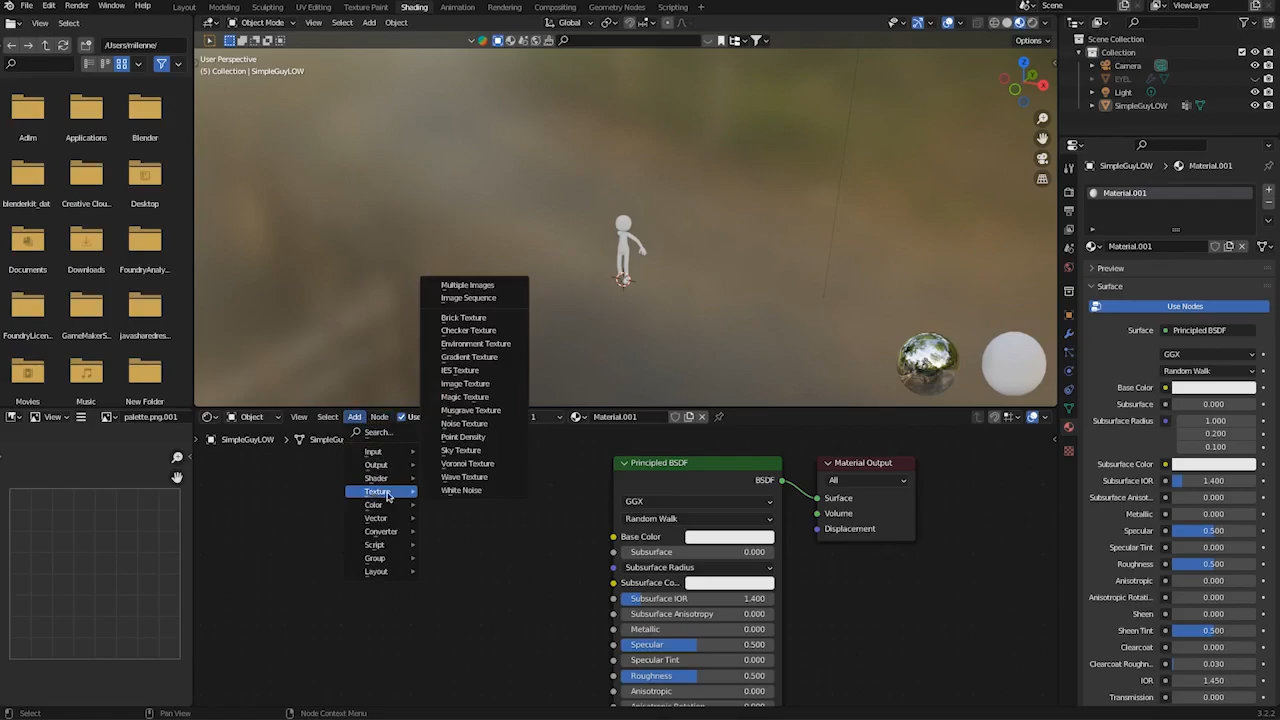 File Edit Render Window Help Layout Modeling Sculpting UV Editing Texture Paint Shading Animation Rendering Compositing Geometry Nodes Scripting + Scene ViewLayer
View Select
Object Mode View Select Add Object Global
/Users/milenne/
Options
User Perspective
(5) Collection | SimpleGuyLOW
Scene Collection
Collection
Camera
EYEL
Light
SimpleGuyLOW
Z
Y
X
Adlm Applications Blender
blenderkit_dat Creative Clou... Desktop
Documents Downloads FoundryAnaly...
FoundryLicen... GameMakerS... javasharedres...
Movies Music New Folder
View palette.png.001
Multiple Images
Image Sequence
Brick Texture
Checker Texture
Environment Texture
Gradient Texture
IES Texture
Image Texture
Magic Texture
Musgrave Texture
Noise Texture
Point Density
Sky Texture
Voronoi Texture
Wave Texture
White Noise
Object View Select Add Node Use 1 Material.001
SimpleGuyLOW SimpleGu
Search...
Input
Output
Shader
Texture
Color
Vector
Converter
Script
Group
Layout
Principled BSDF
BSDF
GGX
Random Walk
Base Color
Subsurface 0.000
Subsurface Radius
Subsurface Co...
Subsurface IOR 1.400
Subsurface Anisotropy 0.000
Metallic 0.000
Specular 0.500
Specular Tint 0.000
Roughness 0.500
Anisotropic 0.000
Material Output
All
Surface
Volume
Displacement
SimpleGuyLOW Material.001
Material.001
Material.001
Preview
Surface
Use Nodes
Surface Principled BSDF
GGX
Random Walk
Base Color
Subsurface 0.000
Subsurface Radius 1.000
0.200
0.100
Subsurface Color
Subsurface IOR 1.400
Subsurface Anisot... 0.000
Metallic 0.000
Specular 0.500
Specular Tint 0.000
Roughness 0.500
Anisotropic 0.000
Anisotropic Rotati... 0.000
Sheen 0.000
Sheen Tint 0.500
Clearcoat 0.000
Clearcoat Roughn... 0.030
IOR 1.450
Transmission 0.000
Select Pan View Node Context Menu 3.2.2